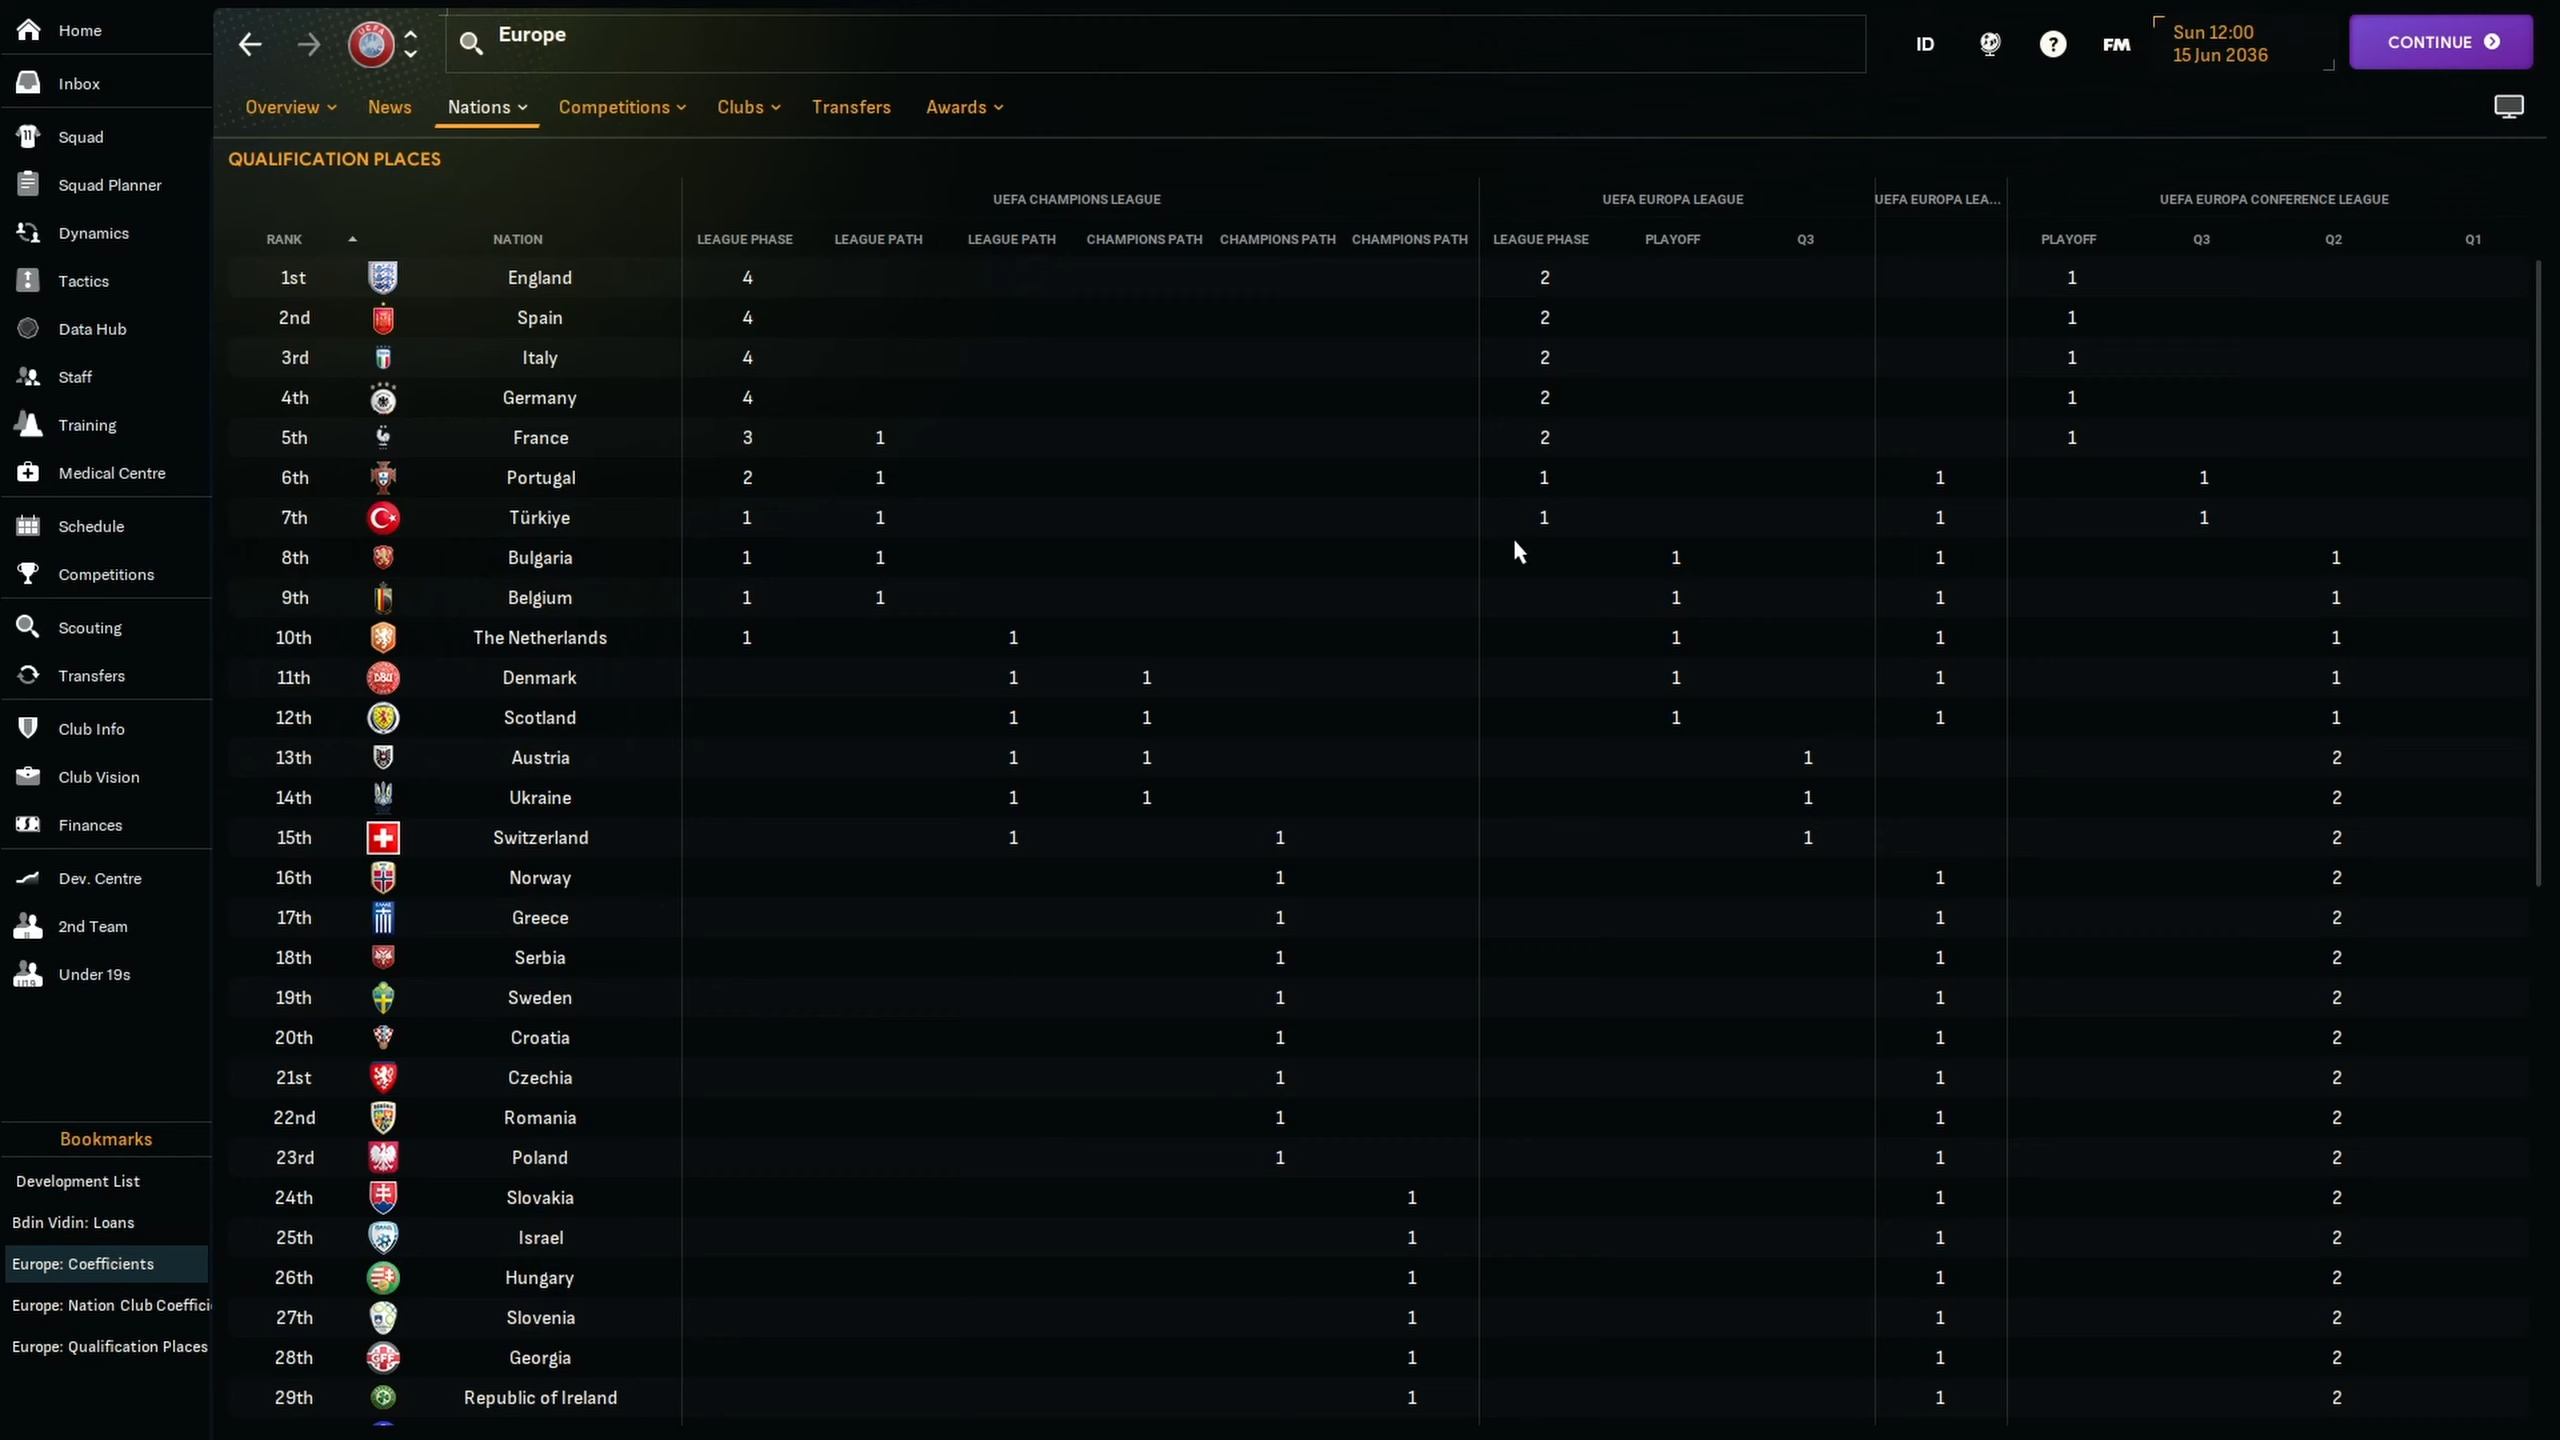 Home
Inbox
Squad
Squad Planner
Dynamics
Tactics
Data Hub
Staff
Training
Medical Centre
Schedule
Competitions
Scouting
Transfers
Club Info
Club Vision
Finances
Dev. Centre
2nd Team
Under 19s
Bookmarks
Development List
Bdin Vidin: Loans
Europe: Coefficients
Europe: Nation Club Coeffici
Europe: Qualification Places
Europe
ID
FM
Sun 12:00
15 Jun 2036
CONTINUE
Overview News Nations Competitions Clubs Transfers Awards
QUALIFICATION PLACES
UEFA CHAMPIONS LEAGUE UEFA EUROPA LEAGUE UEFA EUROPA LEA... UEFA EUROPA CONFERENCE LEAGUE
RANK NATION LEAGUE PHASE LEAGUE PATH LEAGUE PATH CHAMPIONS PATH CHAMPIONS PATH CHAMPIONS PATH LEAGUE PHASE PLAYOFF Q3 PLAYOFF Q3 Q2 Q1
1st England 4 2 1
2nd Spain 4 2 1
3rd Italy 4 2 1
4th Germany 4 2 1
5th France 3 1 2 1
6th Portugal 2 1 1 1 1
7th Türkiye 1 1 1 1 1
8th Bulgaria 1 1 1 1 1
9th Belgium 1 1 1 1 1
10th The Netherlands 1 1 1 1 1
11th Denmark 1 1 1 1 1
12th Scotland 1 1 1 1 1
13th Austria 1 1 1 2
14th Ukraine 1 1 1 2
15th Switzerland 1 1 1 2
16th Norway 1 1 2
17th Greece 1 1 2
18th Serbia 1 1 2
19th Sweden 1 1 2
20th Croatia 1 1 2
21st Czechia 1 1 2
22nd Romania 1 1 2
23rd Poland 1 1 2
24th Slovakia 1 1 2
25th Israel 1 1 2
26th Hungary 1 1 2
27th Slovenia 1 1 2
28th Georgia 1 1 2
29th Republic of Ireland 1 1 2